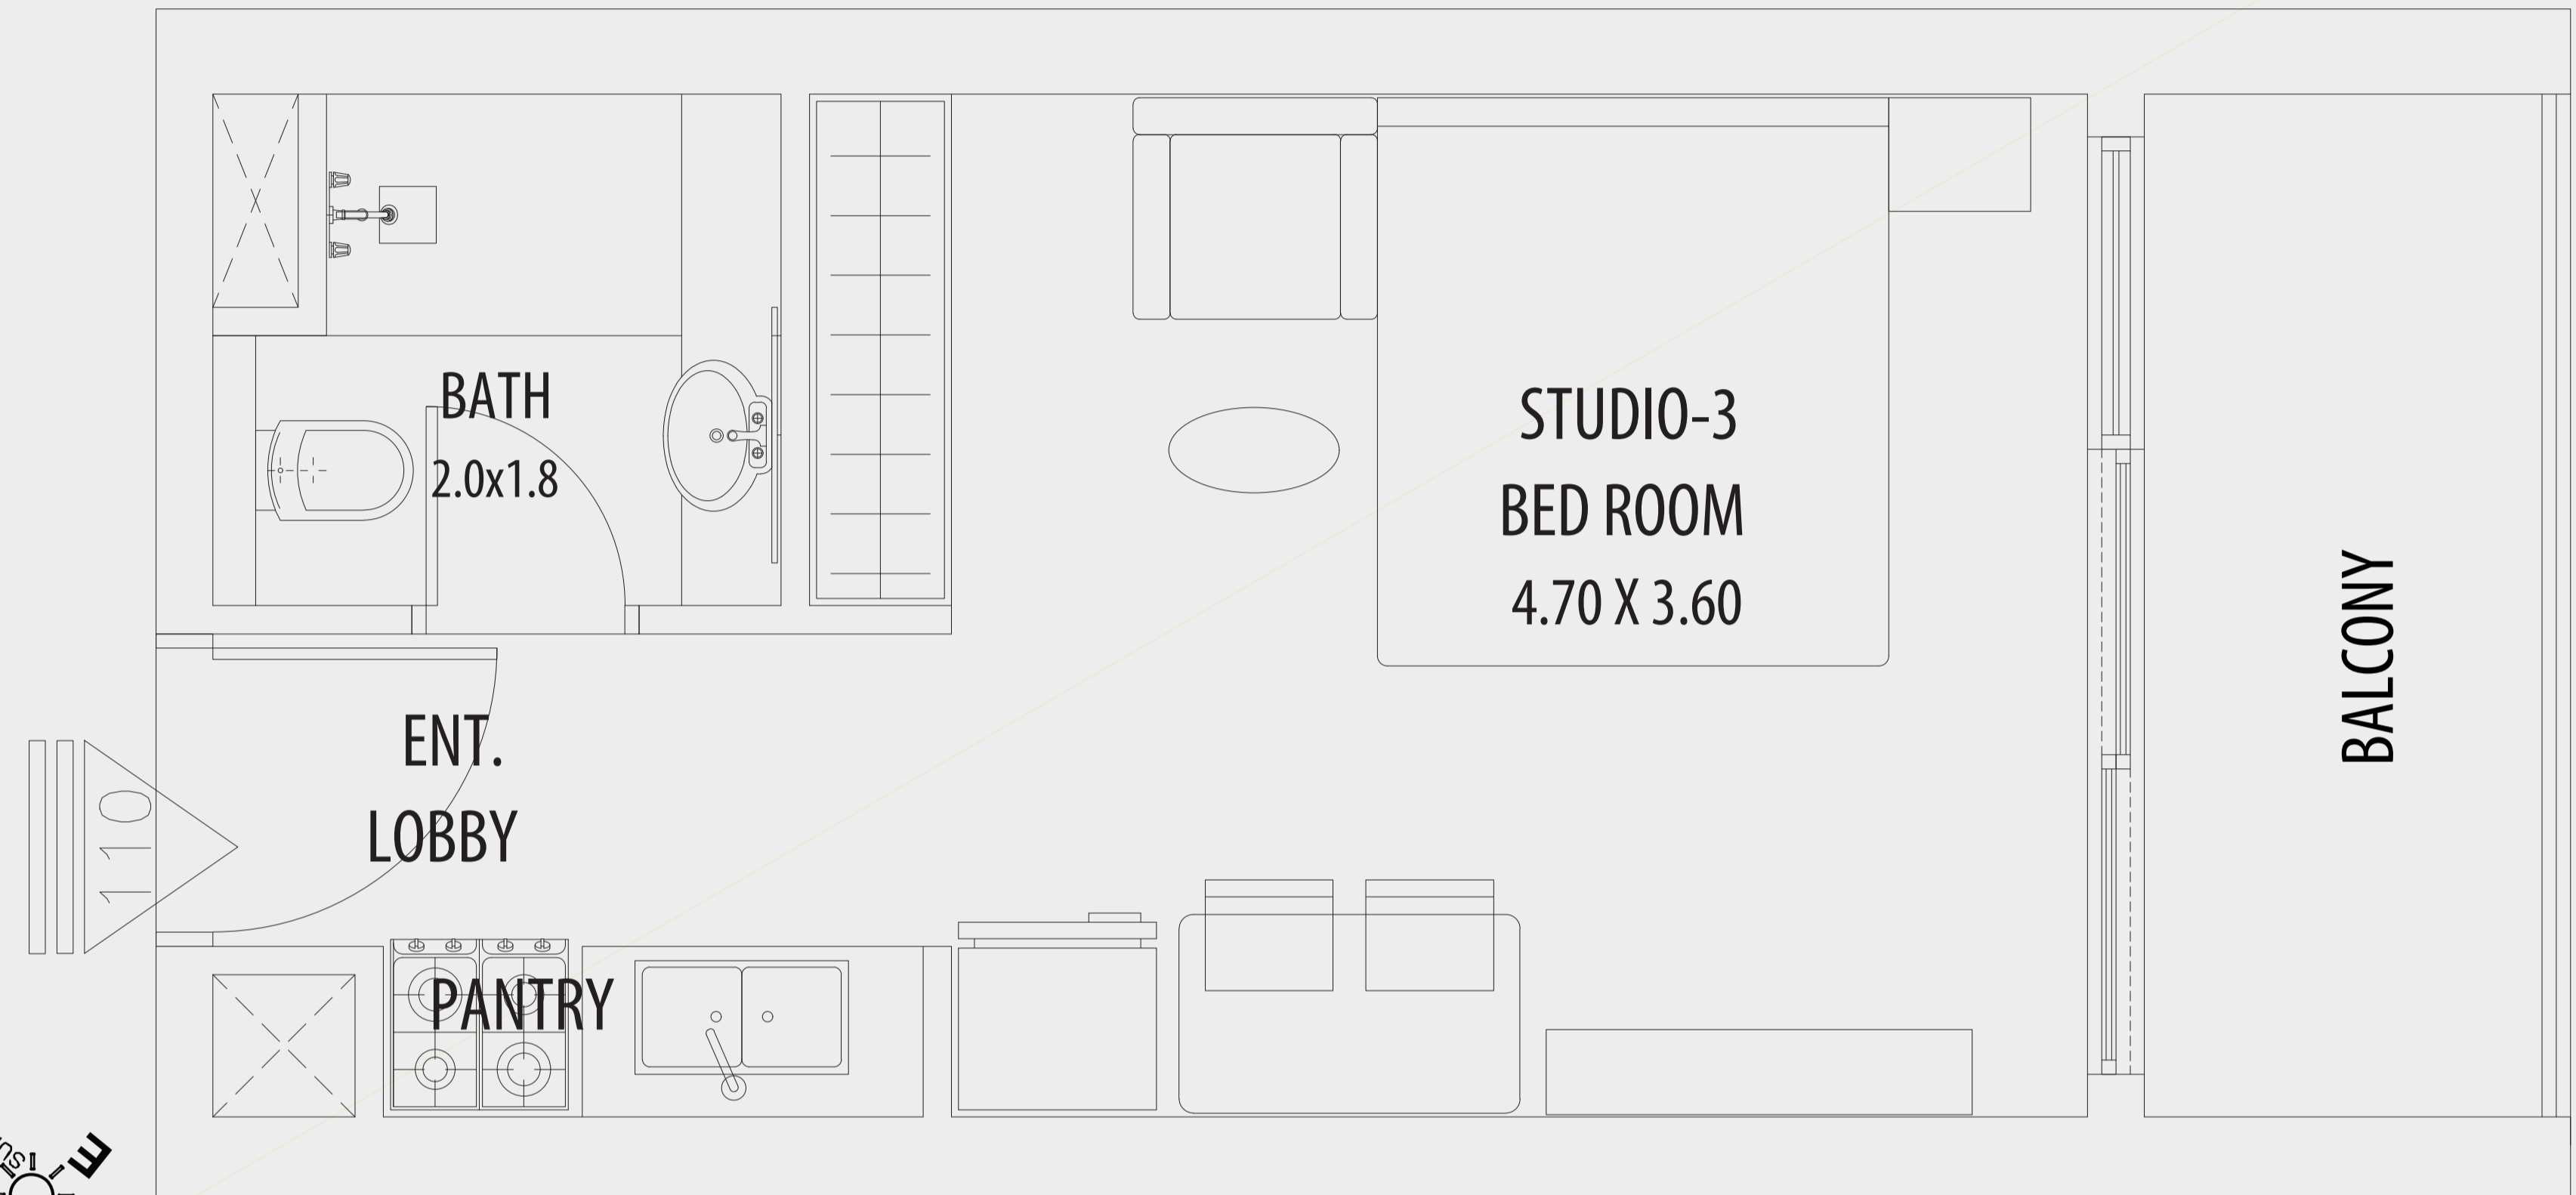 BATH
2.0x1.8
STUDIO-3
BED ROOM
4.70 X 3.60
BALCONY
ENT.
LOBBY
110
PANTRY
E